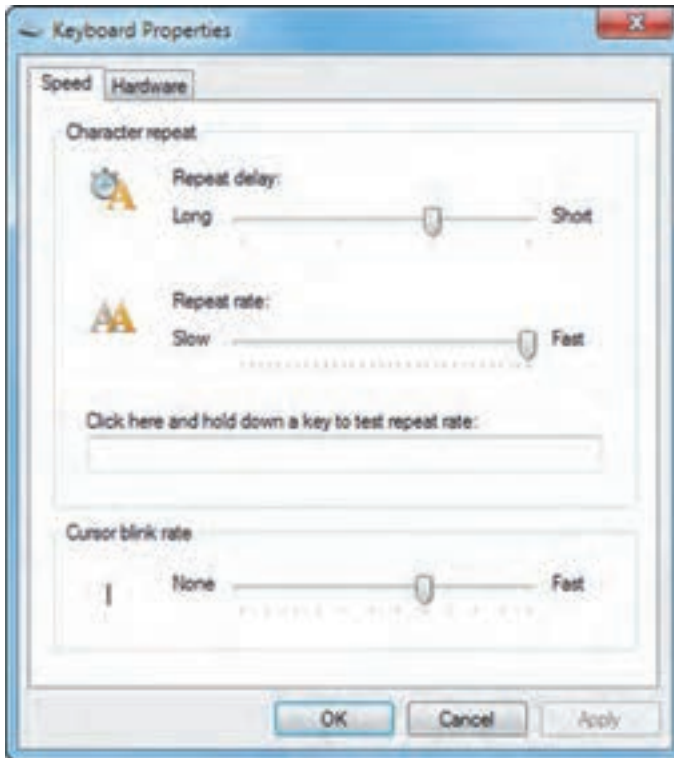 Keyboard Properties
Speed Hardware
Character repeat
Repeat delay:
Long Short
Repeat rate:
Slow Fast
Click here and hold down a key to test repeat rate:
Cursor blink rate
None Fast
OK Cancel Apply